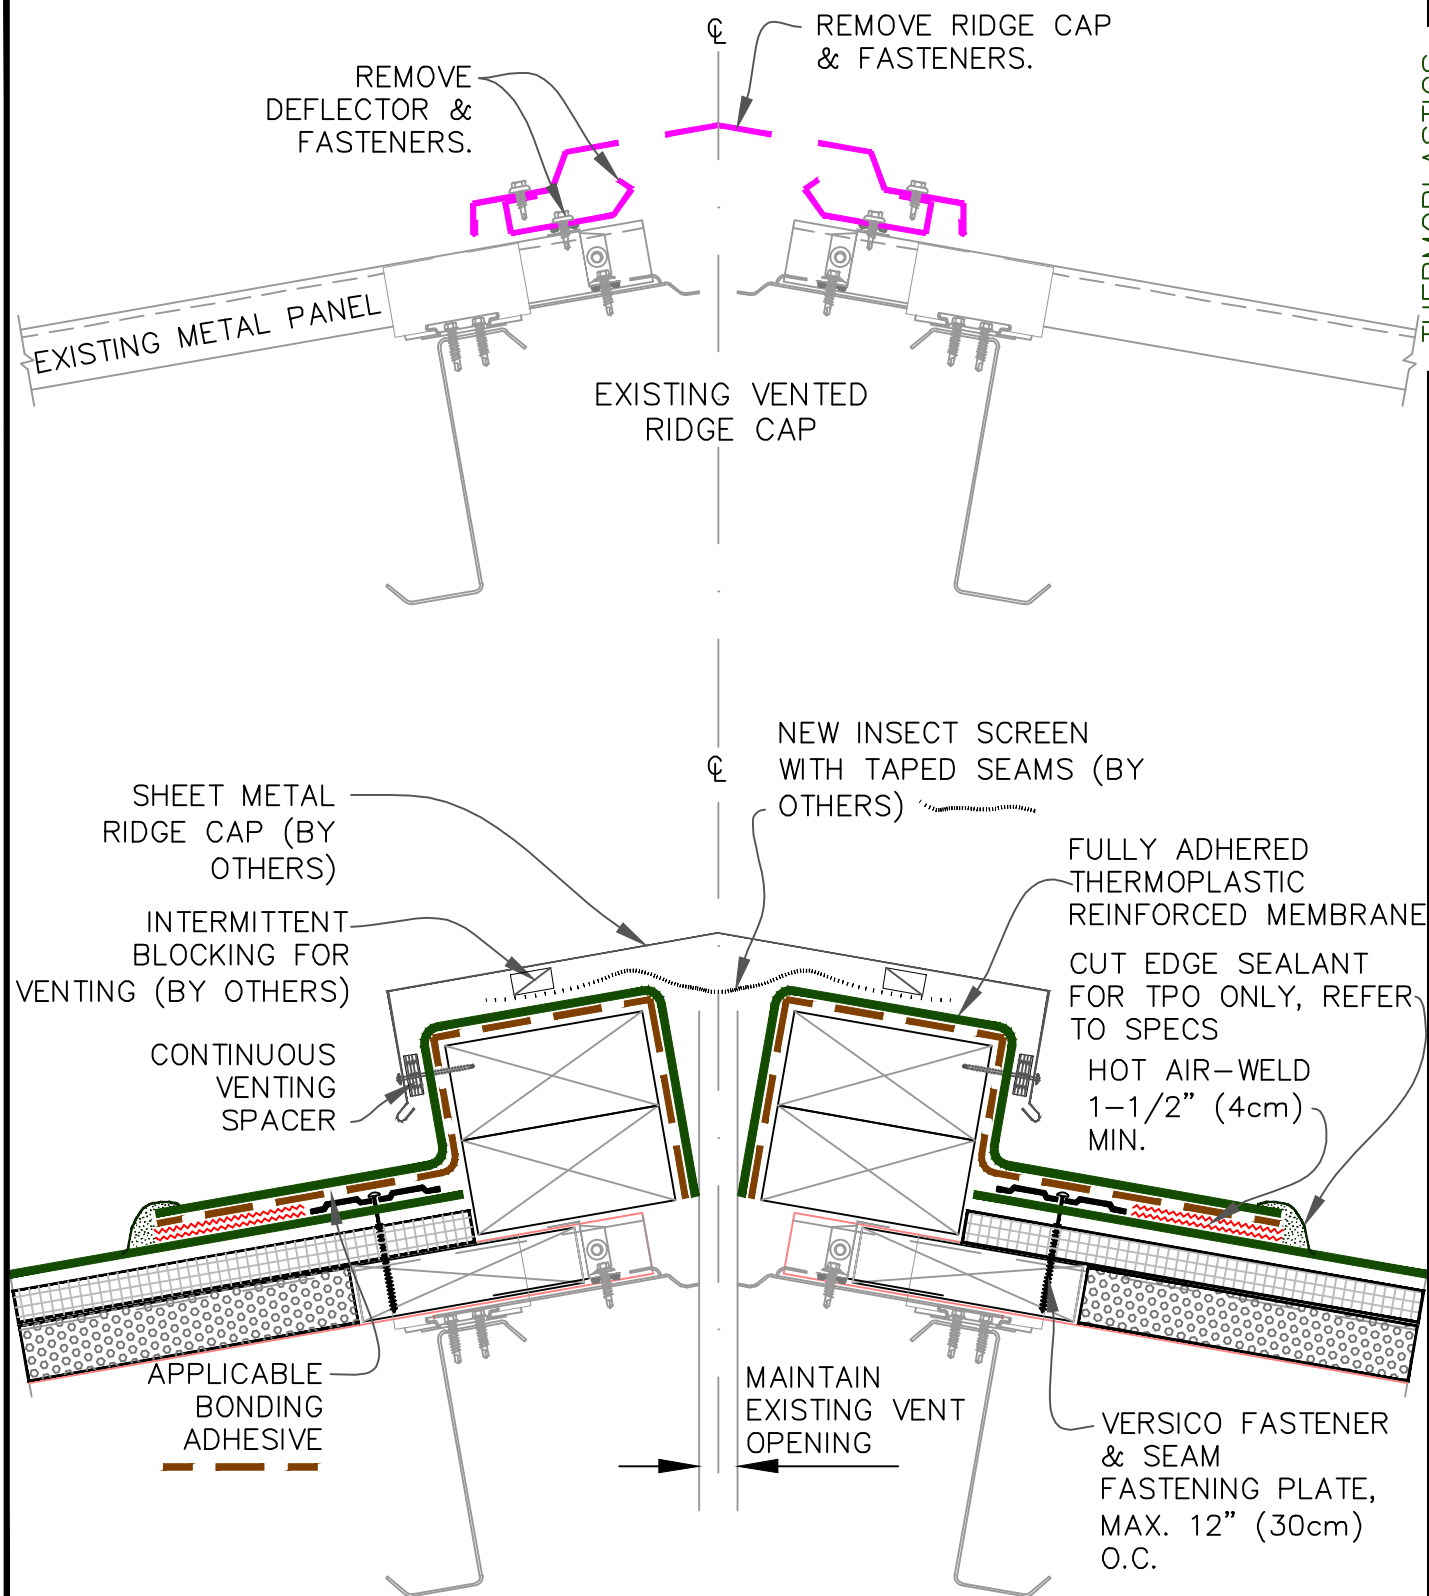 ℄
REMOVE RIDGE CAP
& FASTENERS.
REMOVE
DEFLECTOR &
FASTENERS.
EXISTING METAL PANEL
EXISTING VENTED
RIDGE CAP
℄
NEW INSECT SCREEN
WITH TAPED SEAMS (BY
OTHERS)
SHEET METAL
RIDGE CAP (BY
OTHERS)
FULLY ADHERED
THERMOPLASTIC
REINFORCED MEMBRANE
INTERMITTENT
BLOCKING FOR
VENTING (BY OTHERS)
CUT EDGE SEALANT
FOR TPO ONLY, REFER
TO SPECS
CONTINUOUS
VENTING
SPACER
HOT AIR-WELD
1-1/2" (4cm)
MIN.
APPLICABLE
BONDING
ADHESIVE
MAINTAIN
EXISTING VENT
OPENING
VERSICO FASTENER
& SEAM
FASTENING PLATE,
MAX. 12" (30cm)
O.C.